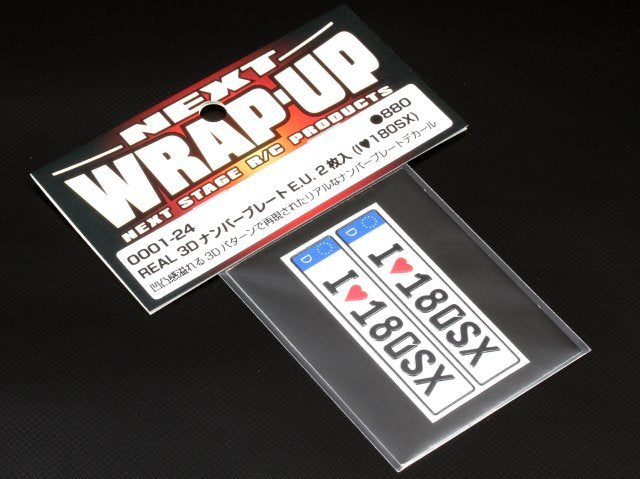 NEXT
WRAP-UP
NEXT STAGE R/C PRODUCTS
0001-24 ●880
REAL 3D ナンバープレート E.U. 2枚入 (I♥180SX)
凹凸感溢れる3Dパターンで再現されたリアルなナンバープレートデカール
D
I♥180SX
D
I♥180SX